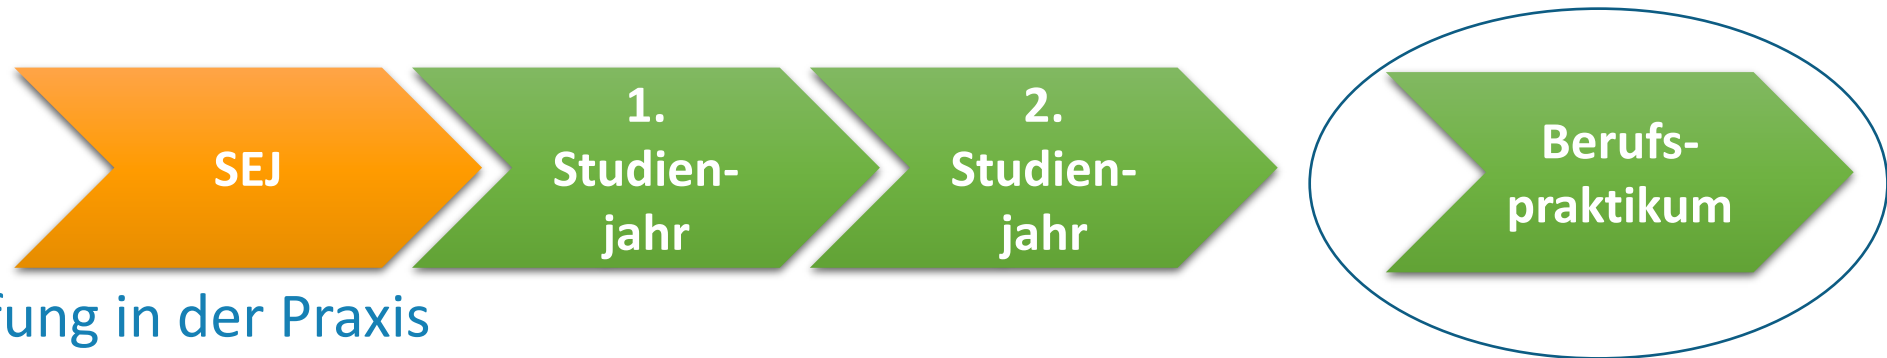 SEJ
1.
Studien-
jahr
2.
Studien-
jahr
Berufs-
praktikum
fung in der Praxis